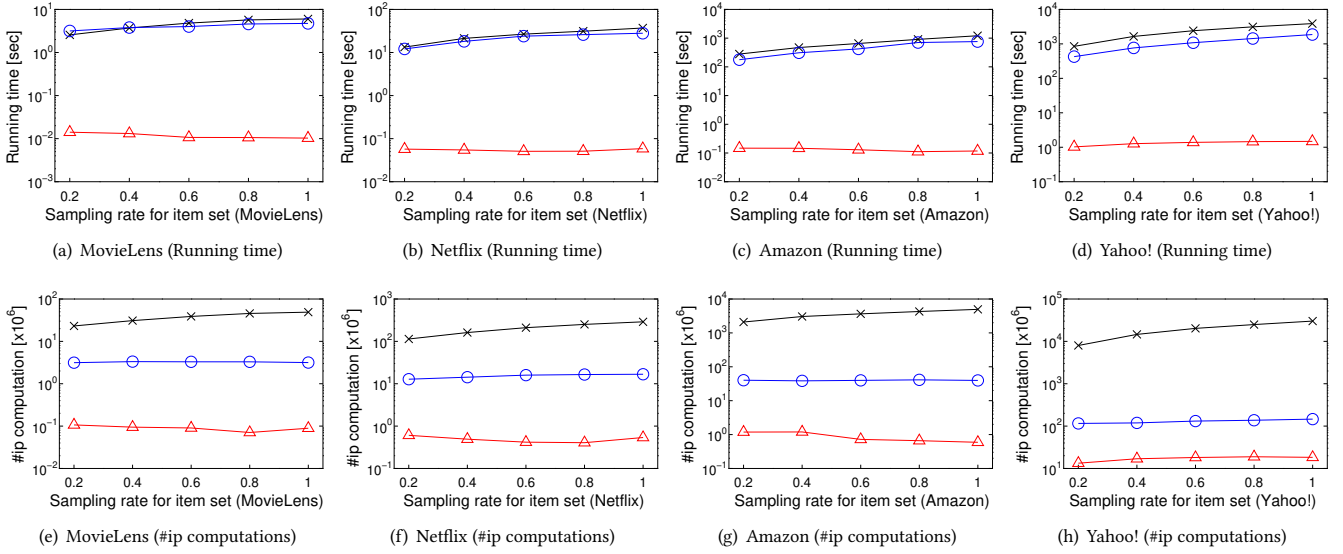 Running time [sec]
10^2
10^1
10^0
10^-1
10^-2
10^-3
0.2 0.4 0.6 0.8 1
Sampling rate for item set (MovieLens)
(a) MovieLens (Running time)
Running time [sec]
10^2
10^1
10^0
10^-1
10^-2
0.2 0.4 0.6 0.8 1
Sampling rate for item set (Netflix)
(b) Netflix (Running time)
Running time [sec]
10^4
10^3
10^2
10^1
10^0
10^-1
10^-2
0.2 0.4 0.6 0.8 1
Sampling rate for item set (Amazon)
(c) Amazon (Running time)
Running time [sec]
10^4
10^3
10^2
10^1
10^0
10^-1
0.2 0.4 0.6 0.8 1
Sampling rate for item set (Yahoo!)
(d) Yahoo! (Running time)
#ip computation [x10^6]
10^2
10^1
10^0
10^-1
10^-2
0.2 0.4 0.6 0.8 1
Sampling rate for item set (MovieLens)
(e) MovieLens (#ip computations)
#ip computation [x10^6]
10^3
10^2
10^1
10^0
10^-1
0.2 0.4 0.6 0.8 1
Sampling rate for item set (Netflix)
(f) Netflix (#ip computations)
#ip computation [x10^6]
10^4
10^3
10^2
10^1
10^0
10^-1
0.2 0.4 0.6 0.8 1
Sampling rate for item set (Amazon)
(g) Amazon (#ip computations)
#ip computation [x10^6]
10^5
10^4
10^3
10^2
10^1
0.2 0.4 0.6 0.8 1
Sampling rate for item set (Yahoo!)
(h) Yahoo! (#ip computations)